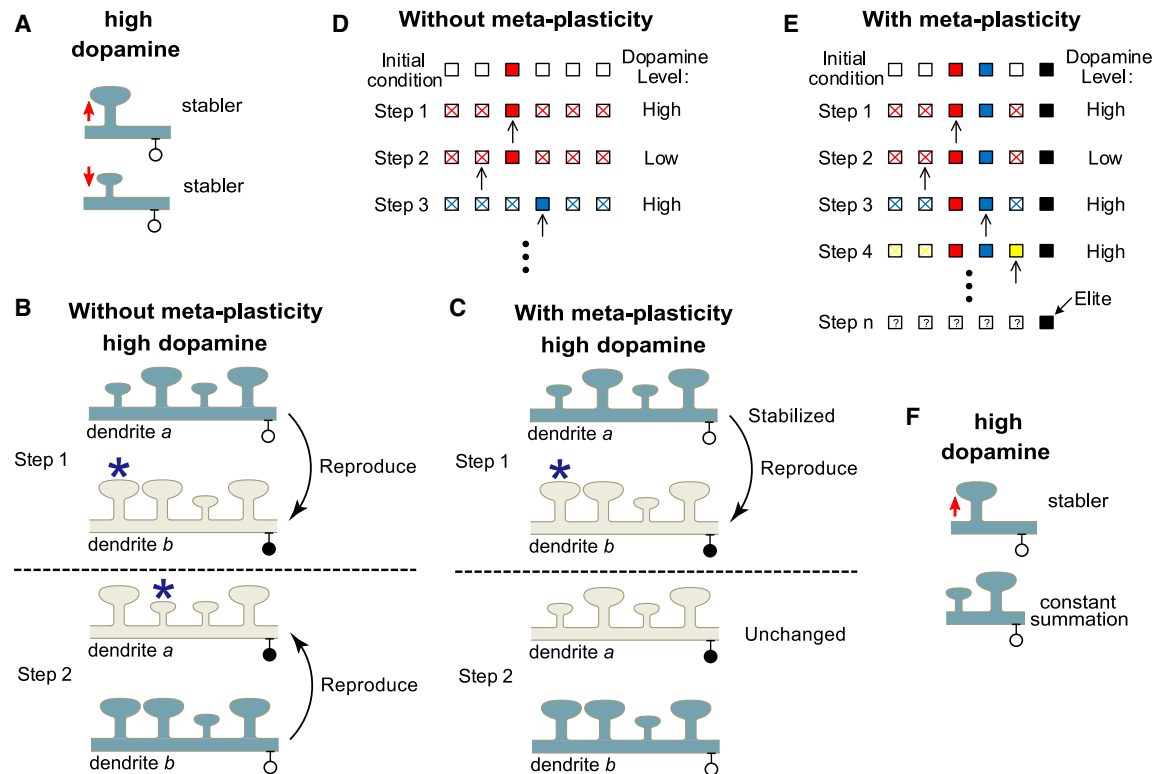 A
high
dopamine
stabler
stabler
B
Without meta-plasticity
high dopamine
dendrite a
Step 1
Reproduce
*
dendrite b
*
dendrite a
Step 2
Reproduce
dendrite b
C
With meta-plasticity
high dopamine
dendrite a
Stabilized
Step 1
Reproduce
*
dendrite b
dendrite a
Unchanged
Step 2
dendrite b
D
Without meta-plasticity
Initial
condition
Dopamine
Level:
Step 1 High
Step 2 Low
Step 3 High
E
With meta-plasticity
Initial
condition
Dopamine
Level:
Step 1 High
Step 2 Low
Step 3 High
Step 4 High
Elite
Step n ? ? ? ? ?
F
high
dopamine
stabler
constant
summation